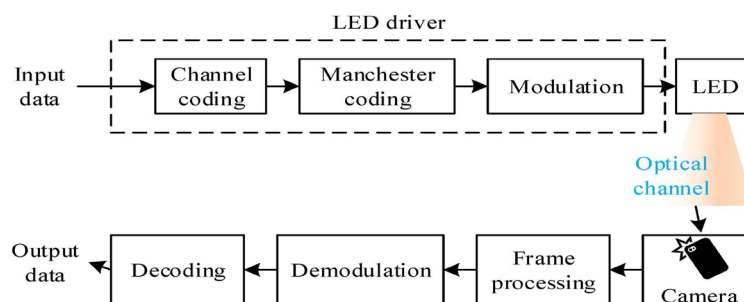 LED driver
Input
data
Channel
coding
Manchester
coding
Modulation
LED
Optical
channel
Output
data
Decoding
Demodulation
Frame
processing
Camera